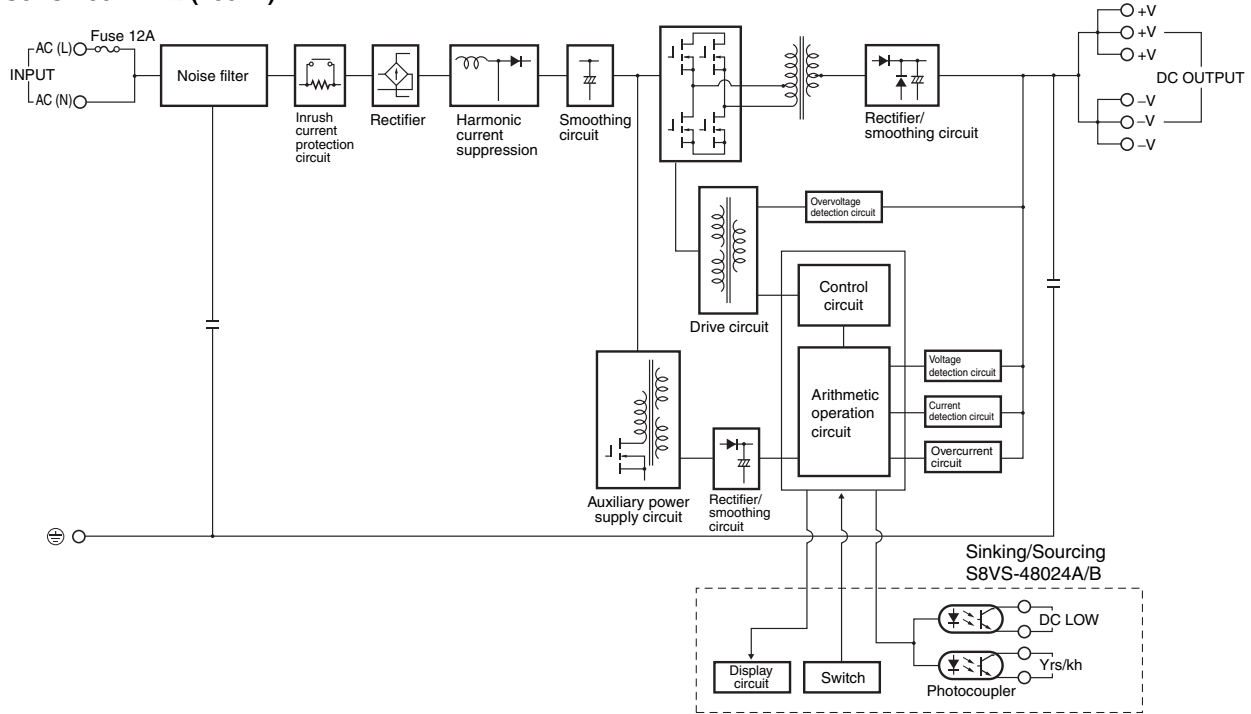 Fuse 12A
AC (L)
INPUT
AC (N)
Noise filter
Inrush
current
protection
circuit
Rectifier
Harmonic
current
suppression
Smoothing
circuit
Rectifier/
smoothing circuit
+V
+V
+V
DC OUTPUT
–V
–V
–V
Overvoltage
detection circuit
Drive circuit
Control
circuit
Arithmetic
operation
circuit
Voltage
detection circuit
Current
detection circuit
Overcurrent
circuit
Auxiliary power
supply circuit
Rectifier/
smoothing
circuit
Sinking/Sourcing
S8VS-48024A/B
DC LOW
Yrs/kh
Photocoupler
Display
circuit
Switch